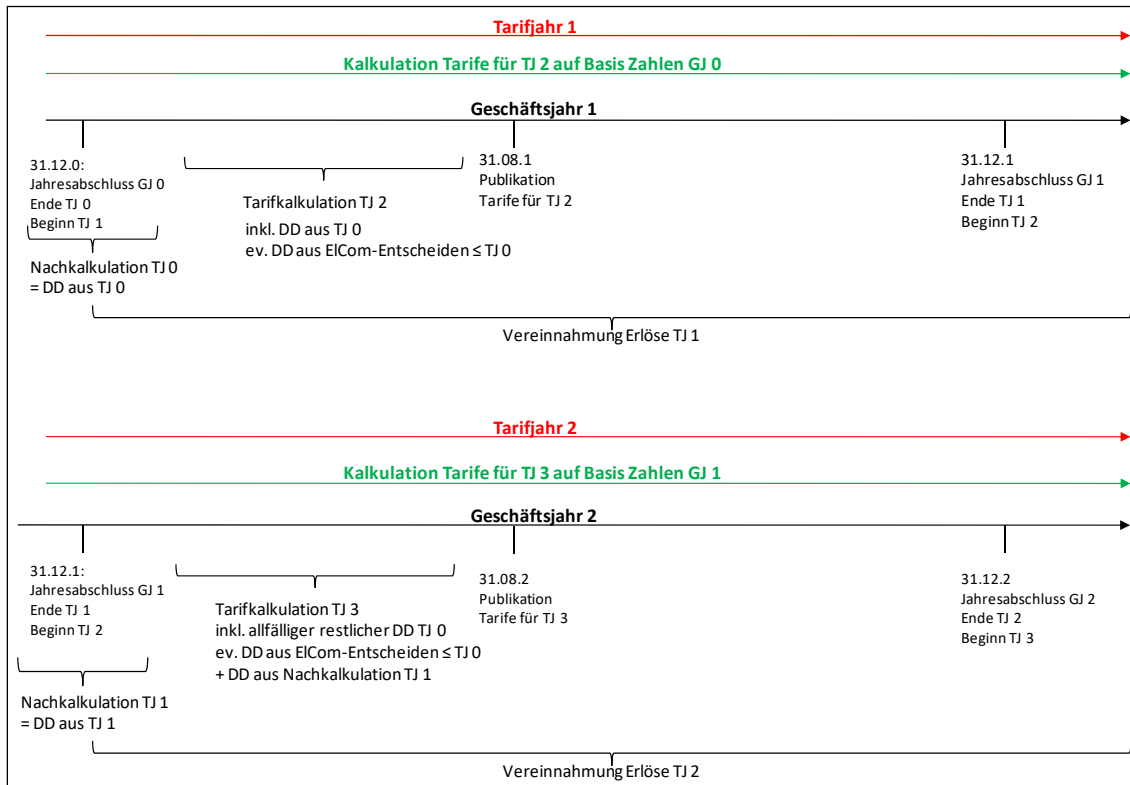 Tarifjahr 1
Kalkulation Tarife für TJ 2 auf Basis Zahlen GJ 0
Geschäftsjahr 1
31.12.0:
Jahresabschluss GJ 0
Ende TJ 0
Beginn TJ 1
Nachkalkulation TJ 0
= DD aus TJ 0
Tarifkalkulation TJ 2
inkl. DD aus TJ 0
ev. DD aus ElCom-Entscheiden ≤ TJ 0
31.08.1
Publikation
Tarife für TJ 2
31.12.1
Jahresabschluss GJ 1
Ende TJ 1
Beginn TJ 2
Vereinnahmung Erlöse TJ 1
Tarifjahr 2
Kalkulation Tarife für TJ 3 auf Basis Zahlen GJ 1
Geschäftsjahr 2
31.12.1:
Jahresabschluss GJ 1
Ende TJ 1
Beginn TJ 2
Nachkalkulation TJ 1
= DD aus TJ 1
Tarifkalkulation TJ 3
inkl. allfälliger restlicher DD TJ 0
ev. DD aus ElCom-Entscheiden ≤ TJ 0
+ DD aus Nachkalkulation TJ 1
31.08.2
Publikation
Tarife für TJ 3
31.12.2
Jahresabschluss GJ 2
Ende TJ 2
Beginn TJ 3
Vereinnahmung Erlöse TJ 2